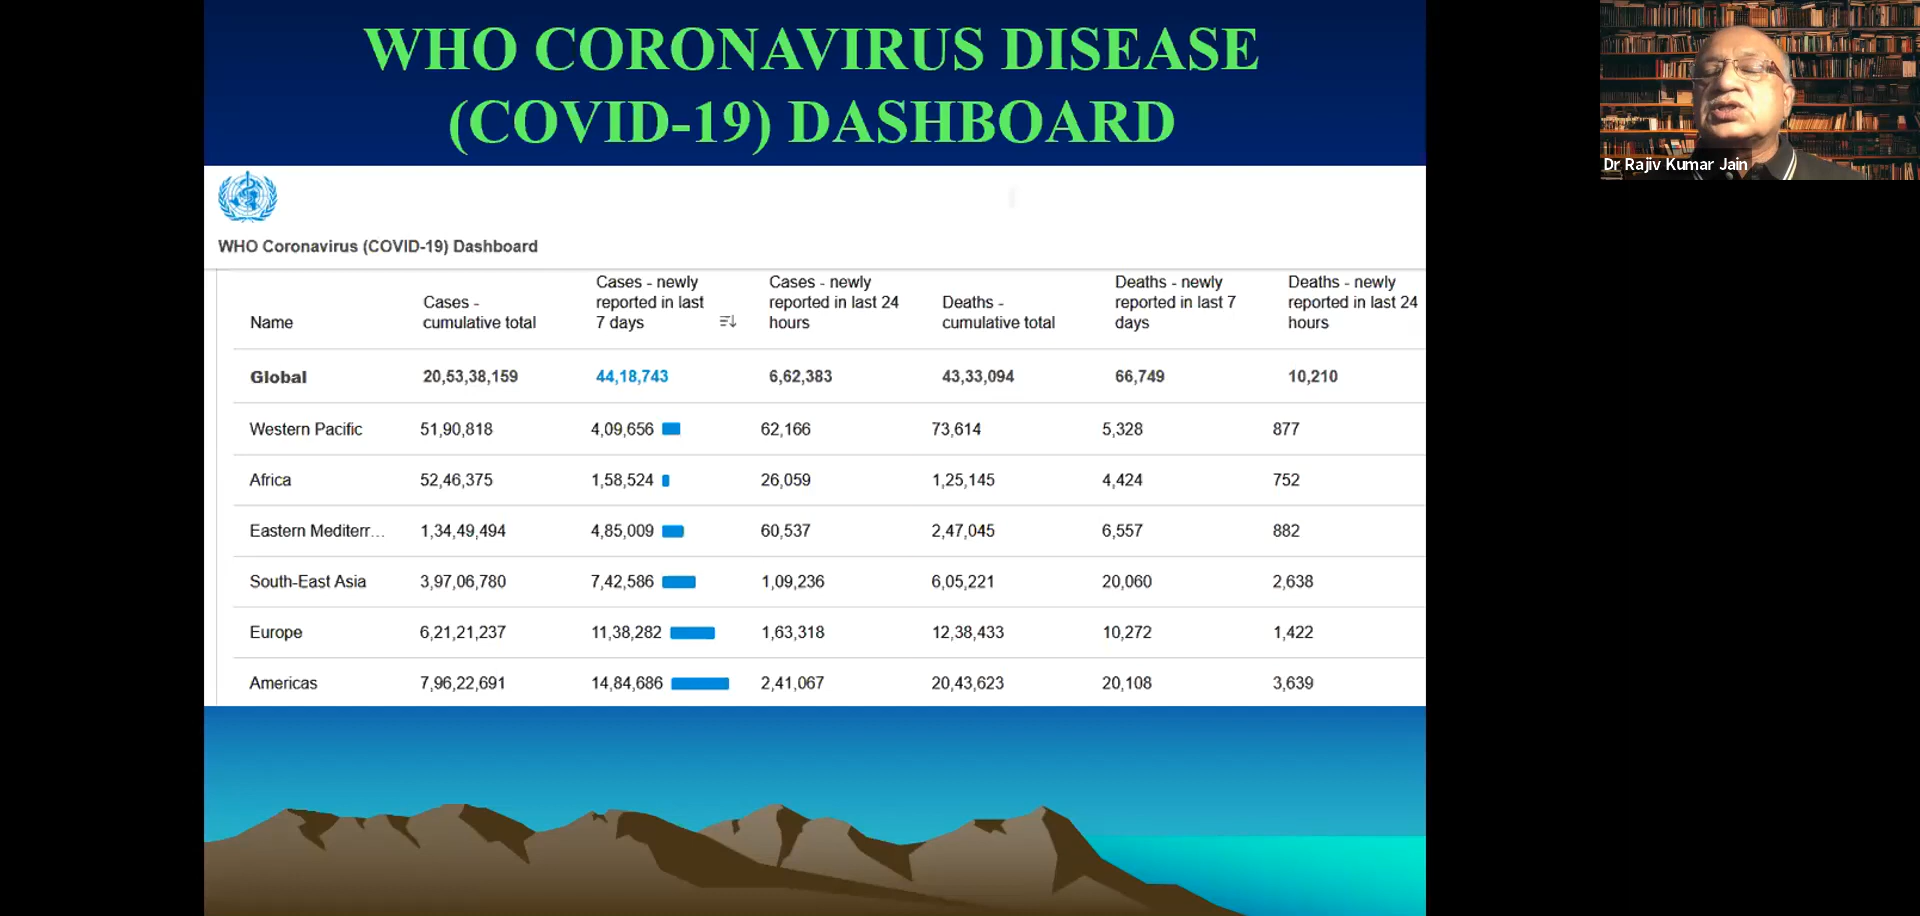 WHO CORONAVIRUS DISEASE
(COVID-19) DASHBOARD
Dr Rajiv Kumar Jain
WHO Coronavirus (COVID-19) Dashboard
Name Cases - cumulative total Cases - newly reported in last 7 days Cases - newly reported in last 24 hours Deaths - cumulative total Deaths - newly reported in last 7 days Deaths - newly reported in last 24 hours
Global 20,53,38,159 44,18,743 6,62,383 43,33,094 66,749 10,210
Western Pacific 51,90,818 4,09,656 62,166 73,614 5,328 877
Africa 52,46,375 1,58,524 26,059 1,25,145 4,424 752
Eastern Mediterr... 1,34,49,494 4,85,009 60,537 2,47,045 6,557 882
South-East Asia 3,97,06,780 7,42,586 1,09,236 6,05,221 20,060 2,638
Europe 6,21,21,237 11,38,282 1,63,318 12,38,433 10,272 1,422
Americas 7,96,22,691 14,84,686 2,41,067 20,43,623 20,108 3,639